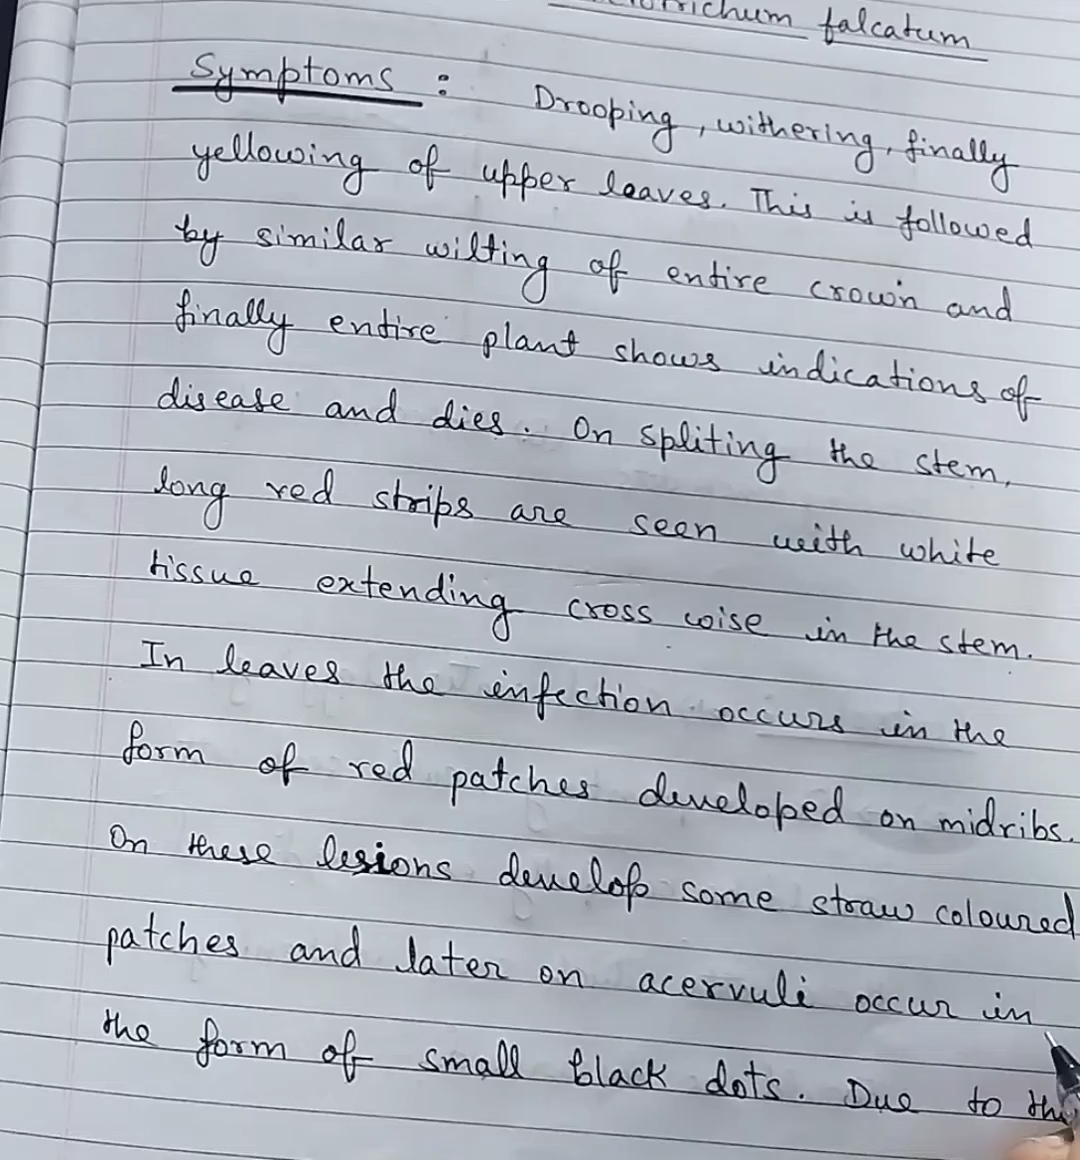 falcatum
Symptoms : Drooping, withering, finally
yellowing of upper leaves. This is followed
by similar wilting of entire crown and
finally entire plant shows indications of
disease and dies. On spliting the stem,
long red strips are seen with white
tissue extending cross wise in the stem.
In leaves the infection occurs in the
form of red patches developed on midribs.
On these lesions develop some straw coloured
patches and later on acervuli occur in
the form of small black dots. Due to the